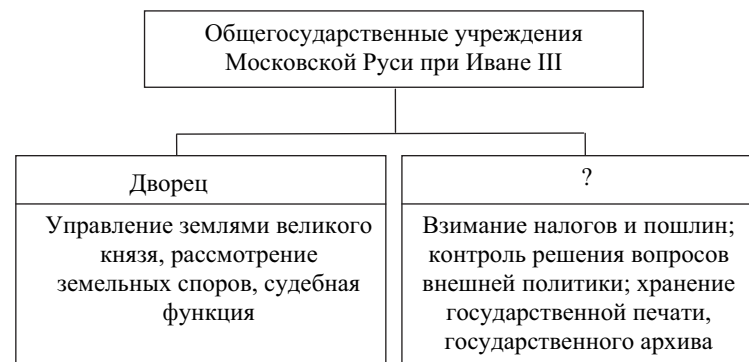 Общегосударственные учреждения
Московской Руси при Иване III
Дворец
Управление землями великого
князя, рассмотрение
земельных споров, судебная
функция
?
Взимание налогов и пошлин;
контроль решения вопросов
внешней политики; хранение
государственной печати,
государственного архива